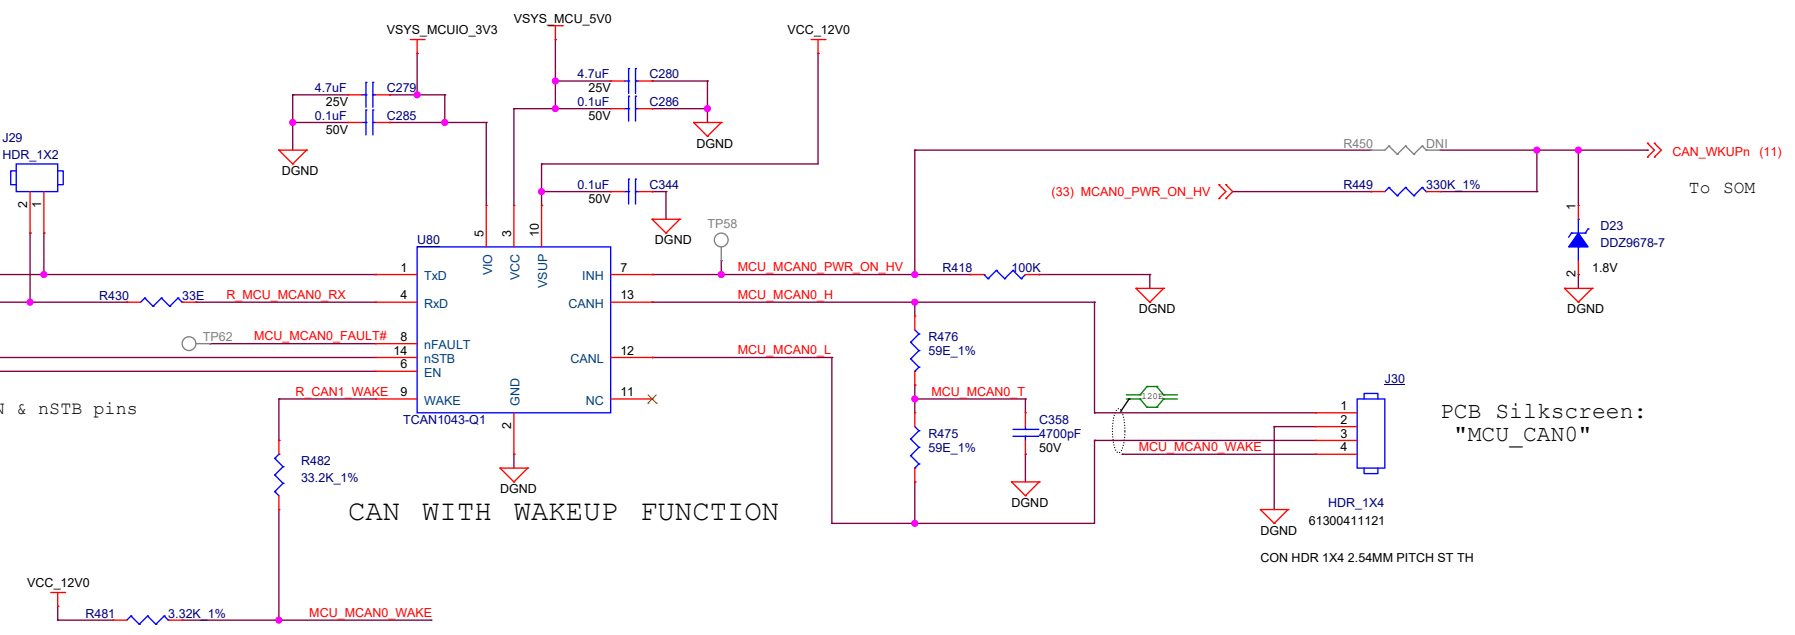 VSYS_MCU_5V0
VSYS_MCUIO_3V3
VCC_12V0
4.7uF
C280
25V
0.1uF
C286
50V
DGND
4.7uF
C279
25V
0.1uF
C285
50V
DGND
J29
HDR_1X2
2
1
0.1uF
C344
50V
DGND
R450
DNI
CAN_WKUPn (11)
(33) MCAN0_PWR_ON_HV
R449
330K_1%
To SOM
1
D23
DDZ9678-7
1.8V
2
DGND
TP58
U80
5
3
10
VIO
VCC
VSUP
1
TxD
INH
7
MCU_MCAN0_PWR_ON_HV
R418
100K
DGND
R430
33E
R_MCU_MCAN0_RX
4
RxD
CANH
13
MCU_MCAN0_H
TP62
MCU_MCAN0_FAULT#
8
nFAULT
14
nSTB
6
EN
CANL
12
MCU_MCAN0_L
R476
59E_1%
& nSTB pins
R_CAN1_WAKE
9
WAKE
GND
NC
11
TCAN1043-Q1
2
DGND
MCU_MCAN0_T
C358
4700pF
50V
DGND
R475
59E_1%
120E
J30
1
2
3
4
MCU_MCAN0_WAKE
PCB Silkscreen:
"MCU_CAN0"
HDR_1X4
61300411121
DGND
CON HDR 1X4 2.54MM PITCH ST TH
R482
33.2K_1%
CAN WITH WAKEUP FUNCTION
VCC_12V0
R481
3.32K_1%
MCU_MCAN0_WAKE